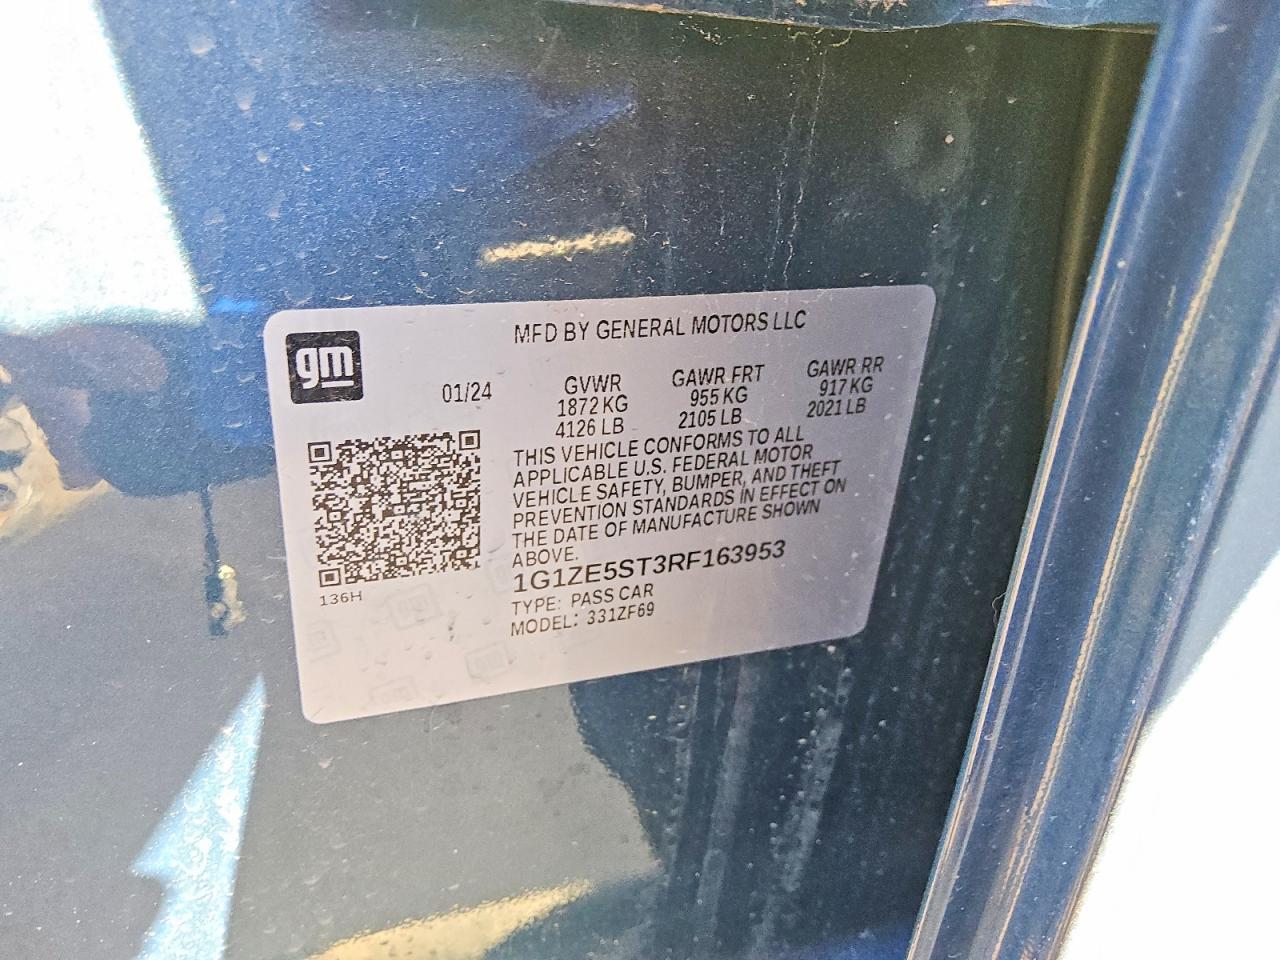 MFD BY GENERAL MOTORS LLC
gm
01/24
GVWR
1872 KG
4126 LB
GAWR FRT
955 KG
2105 LB
GAWR RR
917 KG
2021 LB
THIS VEHICLE CONFORMS TO ALL
APPLICABLE U.S. FEDERAL MOTOR
VEHICLE SAFETY, BUMPER, AND THEFT
PREVENTION STANDARDS IN EFFECT ON
THE DATE OF MANUFACTURE SHOWN
ABOVE.
1G1ZE5ST3RF163953
TYPE: PASS CAR
MODEL: 331ZF69
136H